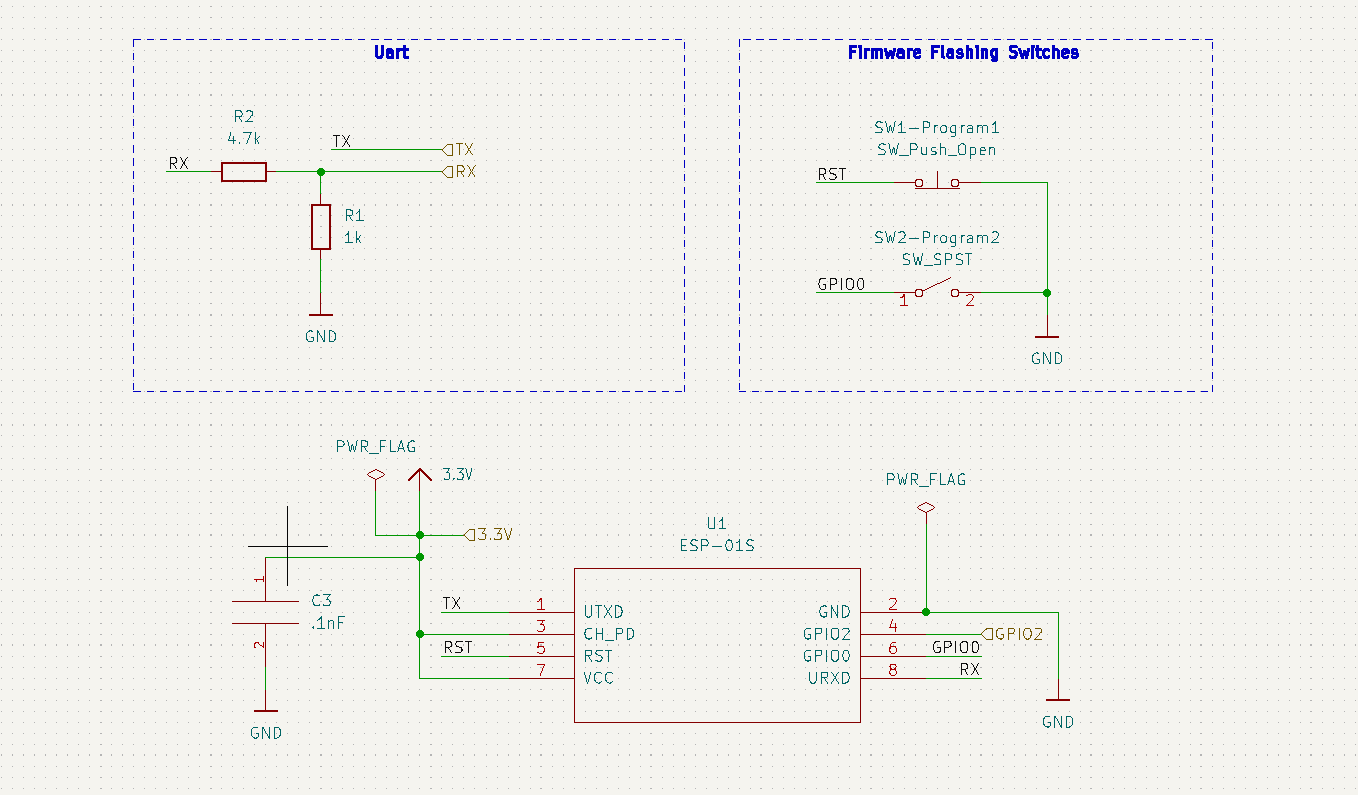 Uart
R2
4.7k
RX
TX
TX
RX
R1
1k
GND
Firmware Flashing Switches
SW1-Program1
SW_Push_Open
RST
SW2-Program2
SW_SPST
GPIO0
1
2
GND
PWR_FLAG
3.3V
3.3V
1
C3
.1nF
2
GND
U1
ESP-01S
TX
1
UTXD
3
CH_PD
RST
5
RST
7
VCC
GND
2
GPIO2
4
GPIO2
GPIO0
6
GPIO0
URXD
8
RX
PWR_FLAG
GND